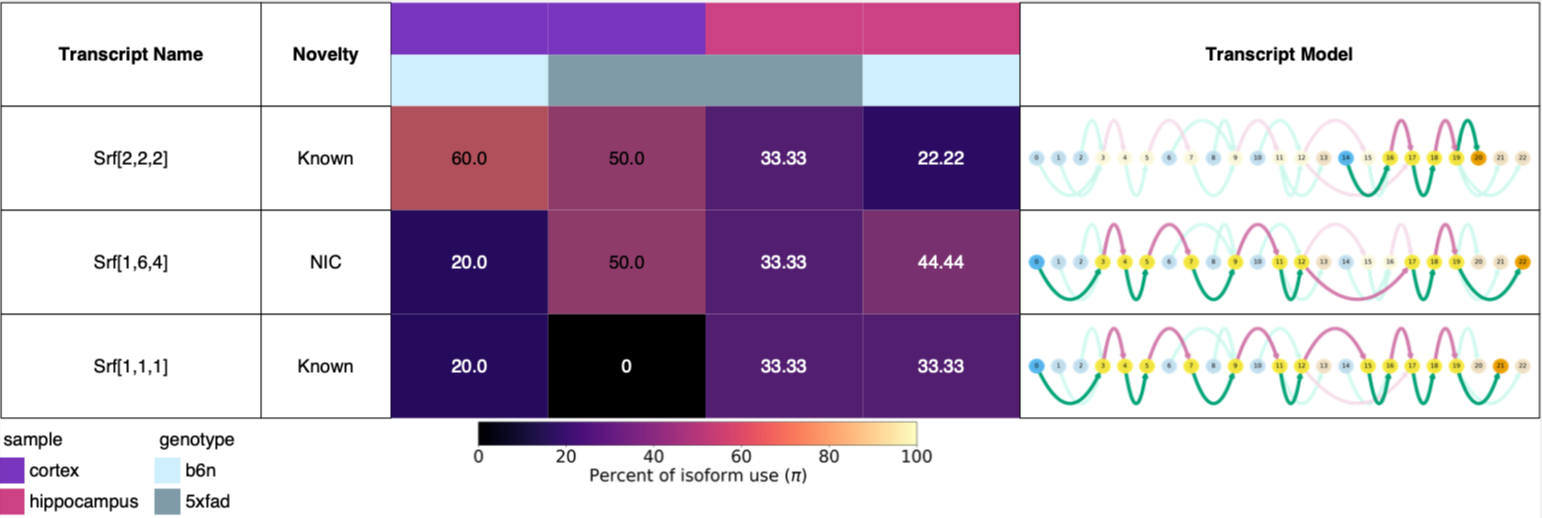 Transcript Name Novelty Transcript Model
Srf[2,2,2] Known 60.0 50.0 33.33 22.22 0 1 2 3 4 5 6 7 8 9 10 11 12 13 14 15 16 17 18 19 20 21 22
Srf[1,6,4] NIC 20.0 50.0 33.33 44.44 0 1 2 3 4 5 6 7 8 9 10 11 12 13 14 15 16 17 18 19 20 21 22
Srf[1,1,1] Known 20.0 0 33.33 33.33 0 1 2 3 4 5 6 7 8 9 10 11 12 13 14 15 16 17 18 19 20 21 22
sample genotype
cortex b6n
hippocampus 5xfad
0 20 40 60 80 100
Percent of isoform use (π)